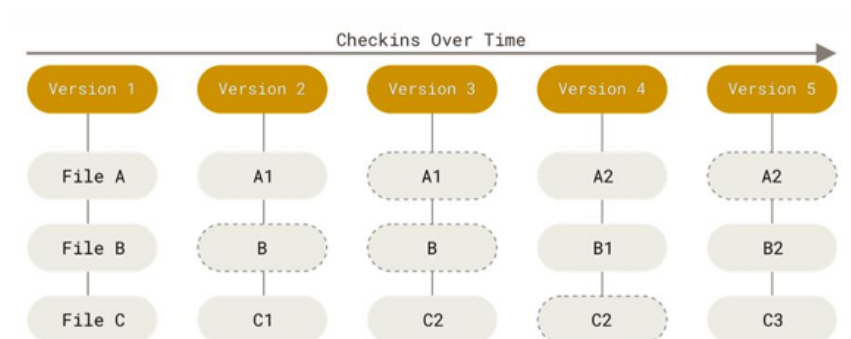 Checkins Over Time
Version 1 Version 2 Version 3 Version 4 Version 5
File A A1 A1 A2 A2
File B B B B1 B2
File C C1 C2 C2 C3